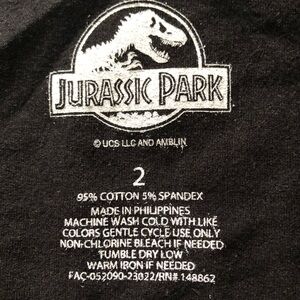 JURASSIC PARK
© UCS LLC AND AMBLIN
2
95% COTTON 5% SPANDEX
MADE IN PHILIPPINES
MACHINE WASH COLD WITH LIKE
COLORS GENTLE CYCLE USE ONLY
NON-CHLORINE BLEACH IF NEEDED
TUMBLE DRY LOW
WARM IRON IF NEEDED
FAC-052090-23022/RN#.148862